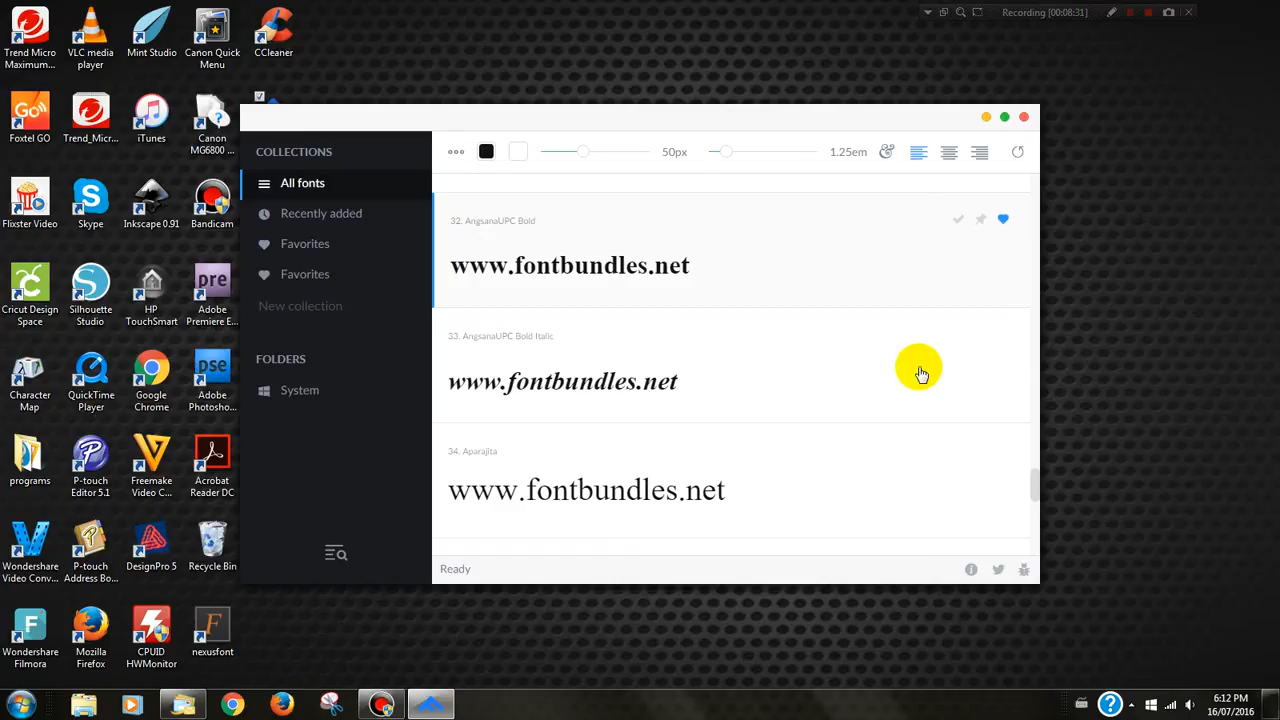 Recording [00:08:31]
Trend Micro
Maximum...
VLC media
player
Mint Studio
Canon Quick
Menu
CCleaner
Foxtel GO
Trend_Micr...
iTunes
Canon
MG6800 ...
Flixster Video
Skype
Inkscape 0.91
Bandicam
Cricut Design
Space
Silhouette
Studio
HP
TouchSmart
Adobe
Premiere E...
Character
Map
QuickTime
Player
Google
Chrome
Adobe
Photosho...
programs
P-touch
Editor 5.1
Freemake
Video C...
Acrobat
Reader DC
Wondershare
Video Conv...
P-touch
Address Bo...
DesignPro 5
Recycle Bin
Wondershare
Filmora
Mozilla
Firefox
CPUID
HWMonitor
nexusfont
COLLECTIONS
All fonts
Recently added
Favorites
Favorites
New collection
FOLDERS
System
50px
1.25em
32. AngsanaUPC Bold
www.fontbundles.net
33. AngsanaUPC Bold Italic
www.fontbundles.net
34. Aparajita
www.fontbundles.net
Ready
6:12 PM
16/07/2016